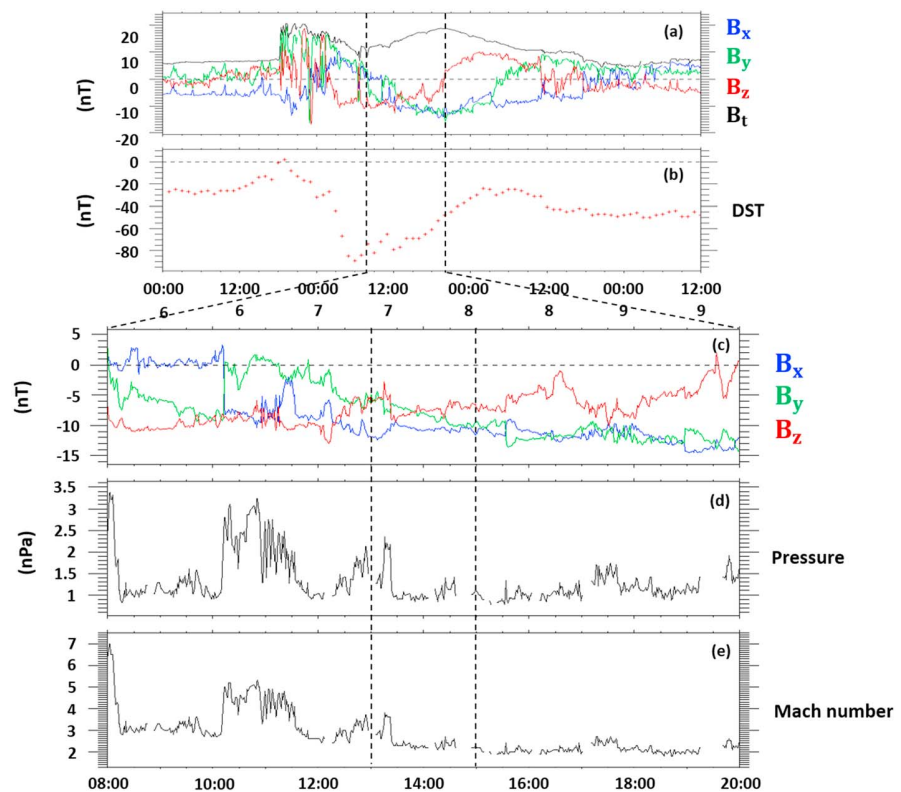 (a)
20
10
0
-10
-20
(nT)
Bx
By
Bz
Bt
(b)
0
-20
-40
-60
-80
(nT)
DST
00:00 12:00 00:00 12:00 00:00 12:00 00:00 12:00
6 6 7 7 8 8 9 9
(c)
5
0
-5
-10
-15
(nT)
Bx
By
Bz
(d)
3.5
3
2.5
2
1.5
1
(nPa)
Pressure
(e)
7
6
5
4
3
2
Mach number
08:00 10:00 12:00 14:00 16:00 18:00 20:00